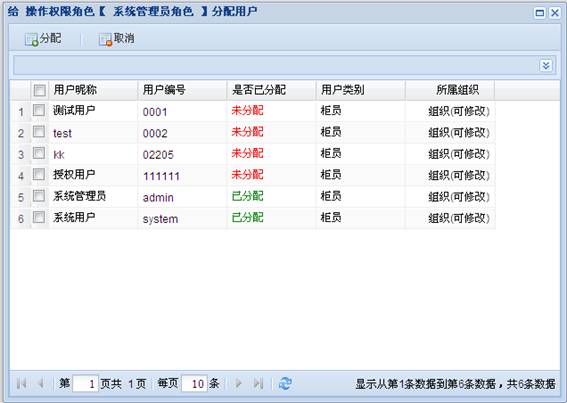 给 操作权限角色【 系统管理员角色 】分配用户
分配 取消
用户昵称 用户编号 是否已分配 用户类别 所属组织
1 测试用户 0001 未分配 柜员 组织(可修改)
2 test 0002 未分配 柜员 组织(可修改)
3 kk 02205 未分配 柜员 组织(可修改)
4 授权用户 111111 未分配 柜员 组织(可修改)
5 系统管理员 admin 已分配 柜员 组织(可修改)
6 系统用户 system 已分配 柜员 组织(可修改)
第 1 页共 1 页 每页 10 条 显示从第1条数据到第6条数据，共6条数据